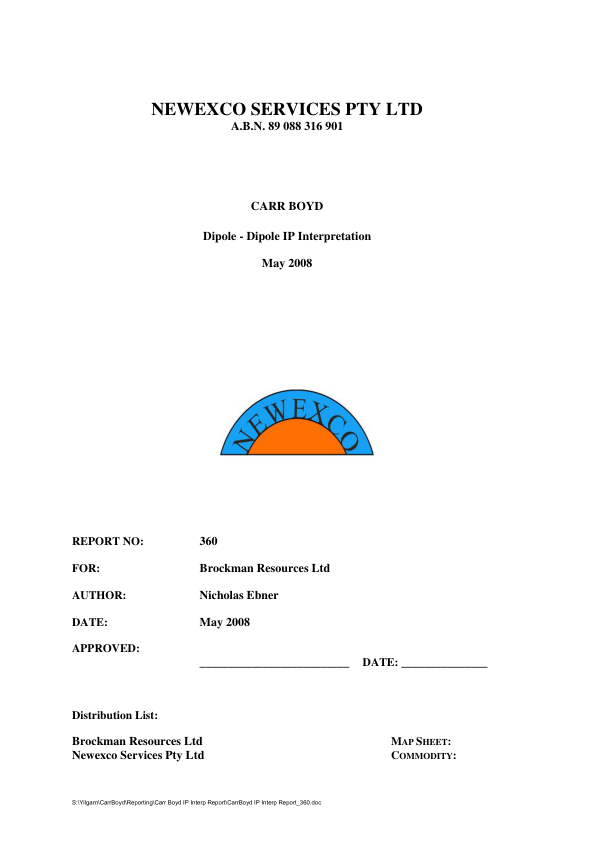 NEWEXCO SERVICES PTY LTD
A.B.N. 89 088 316 901
CARR BOYD
Dipole - Dipole IP Interpretation
May 2008
NEWEXCO
REPORT NO: 360
FOR: Brockman Resources Ltd
AUTHOR: Nicholas Ebner
DATE: May 2008
APPROVED:
__________________________ DATE: _______________
Distribution List:
Brockman Resources Ltd MAP SHEET:
Newexco Services Pty Ltd COMMODITY:
S:\Yilgarn\CarrBoyd\Reporting\Carr Boyd IP Interp Report\CarrBoyd IP Interp Report_360.doc